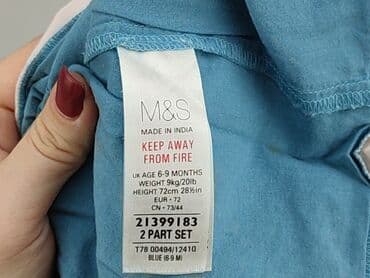 M&S
MADE IN INDIA
KEEP AWAY
FROM FIRE
UK AGE 6-9 MONTHS
WEIGHT 9kg/20lb
HEIGHT 72cm 28½in
EUR • 72
CN • 73/44
21399183
2 PART SET
T78 00494/12410
BLUE (6-9 M)